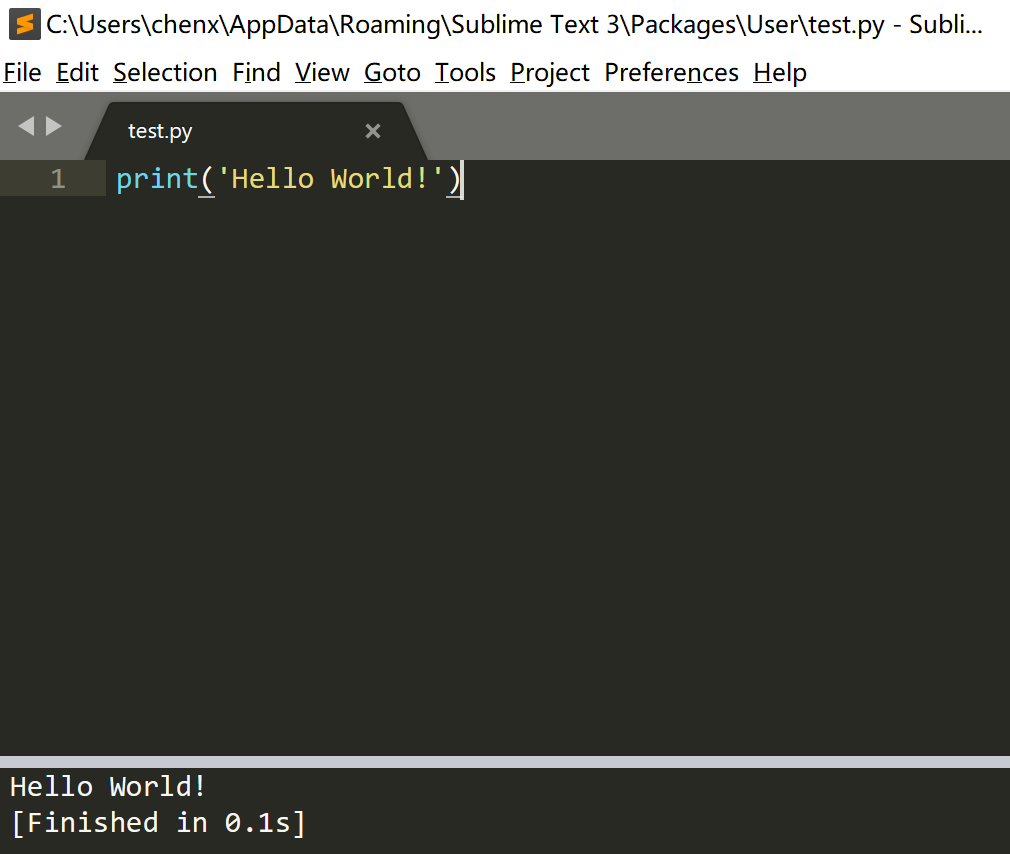 C:\Users\chenx\AppData\Roaming\Sublime Text 3\Packages\User\test.py - Subli...
File Edit Selection Find View Goto Tools Project Preferences Help
test.py
1 print('Hello World!')
Hello World!
[Finished in 0.1s]